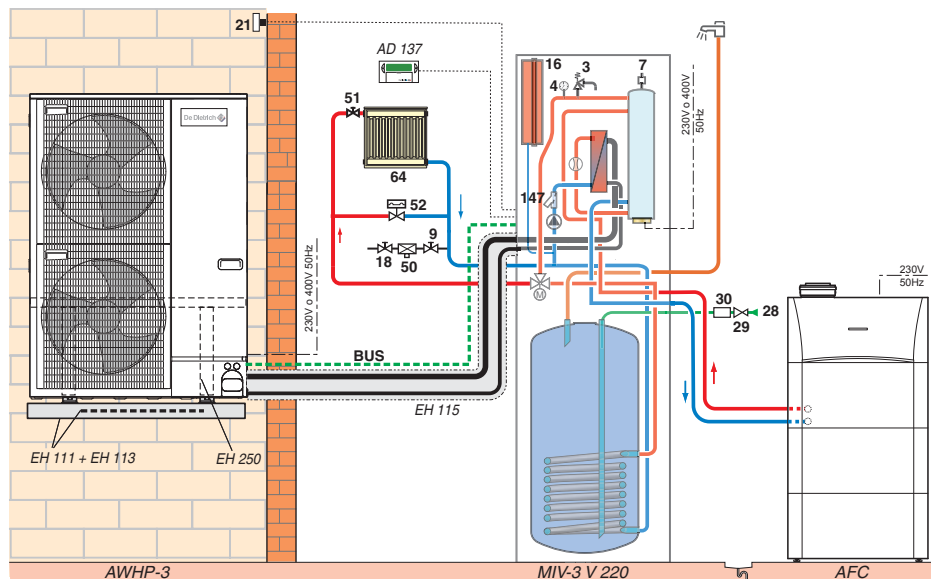 21
AD 137
16
3
4
7
230V o 400V
50Hz
51
De Dietrich
64
147
52
9
18
50
230V o 400V 50Hz
M
230V
50Hz
30
28
29
BUS
EH 115
EH 111 + EH 113
EH 250
AWHP-3
MIV-3 V 220
AFC